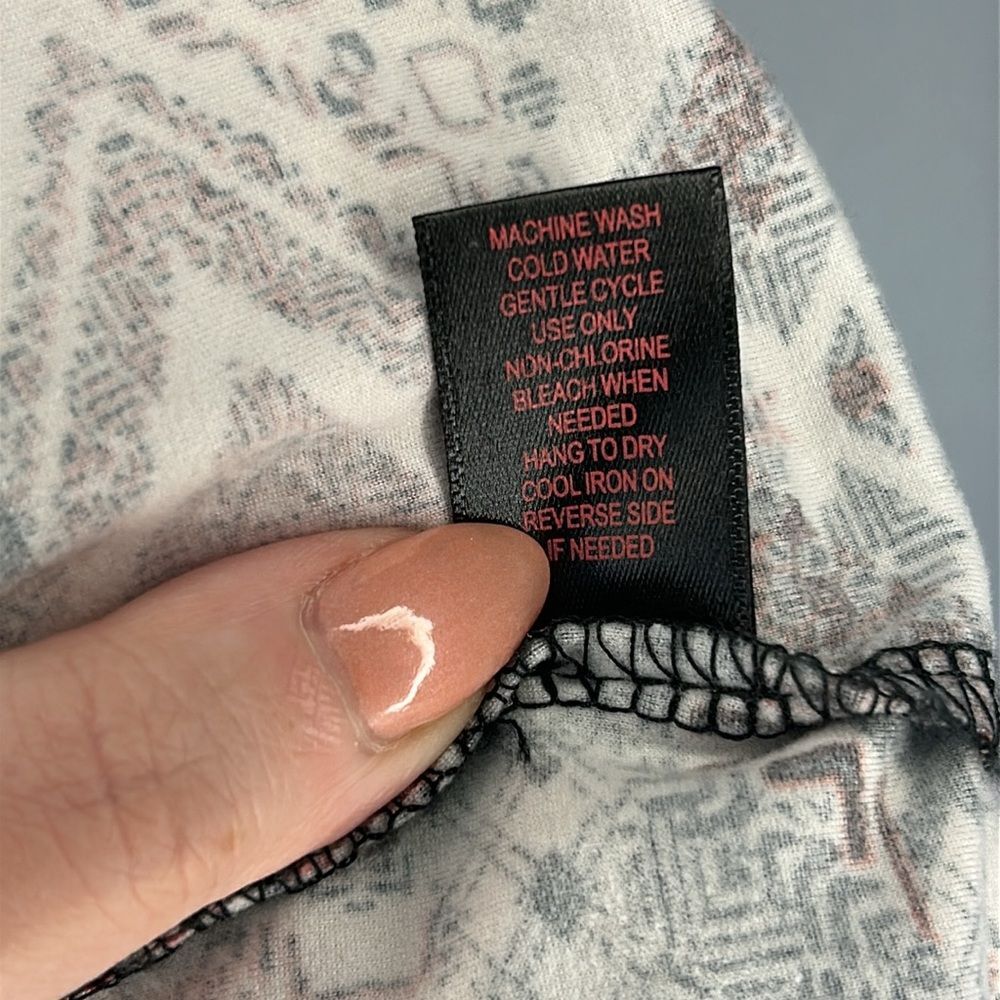 MACHINE WASH
COLD WATER
GENTLE CYCLE
USE ONLY
NON-CHLORINE
BLEACH WHEN
NEEDED
HANG TO DRY
COOL IRON ON
REVERSE SIDE
IF NEEDED